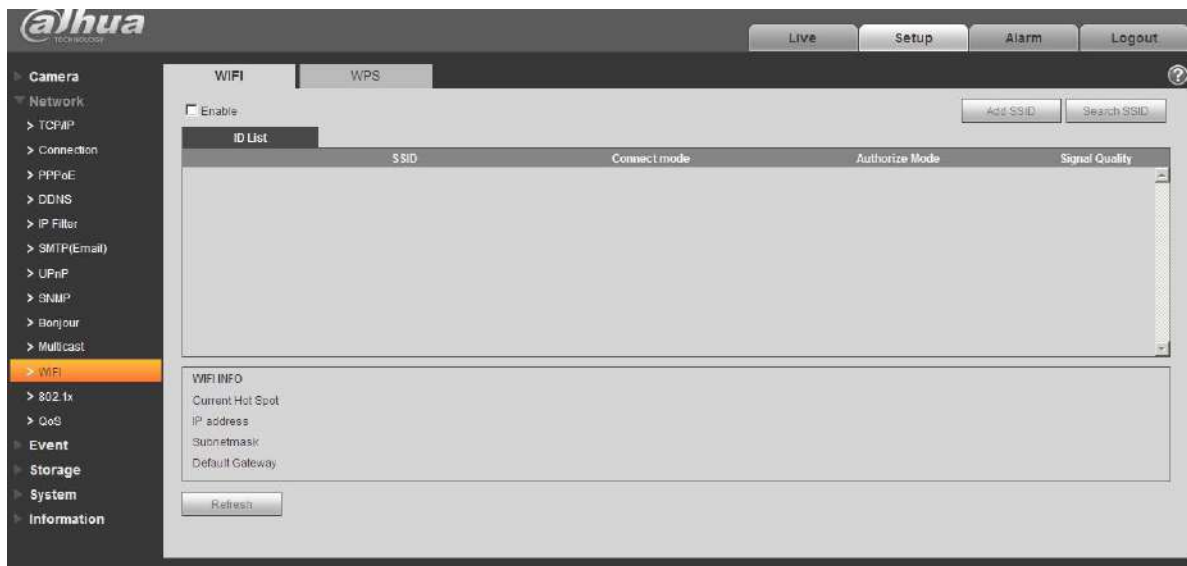 alhua
TECHNOLOGY
Live Setup Alarm Logout
Camera
Network
> TCP/IP
> Connection
> PPPoE
> DDNS
> IP Filter
> SMTP(Email)
> UPnP
> SNMP
> Bonjour
> Multicast
> WIFI
> 802.1x
> QoS
Event
Storage
System
Information
WIFI WPS
?
Enable
Add SSID Search SSID
ID List
SSID Connect mode Authorize Mode Signal Quality
WIFI INFO
Current Hot Spot
IP address
Subnetmask
Default Gateway
Refresh